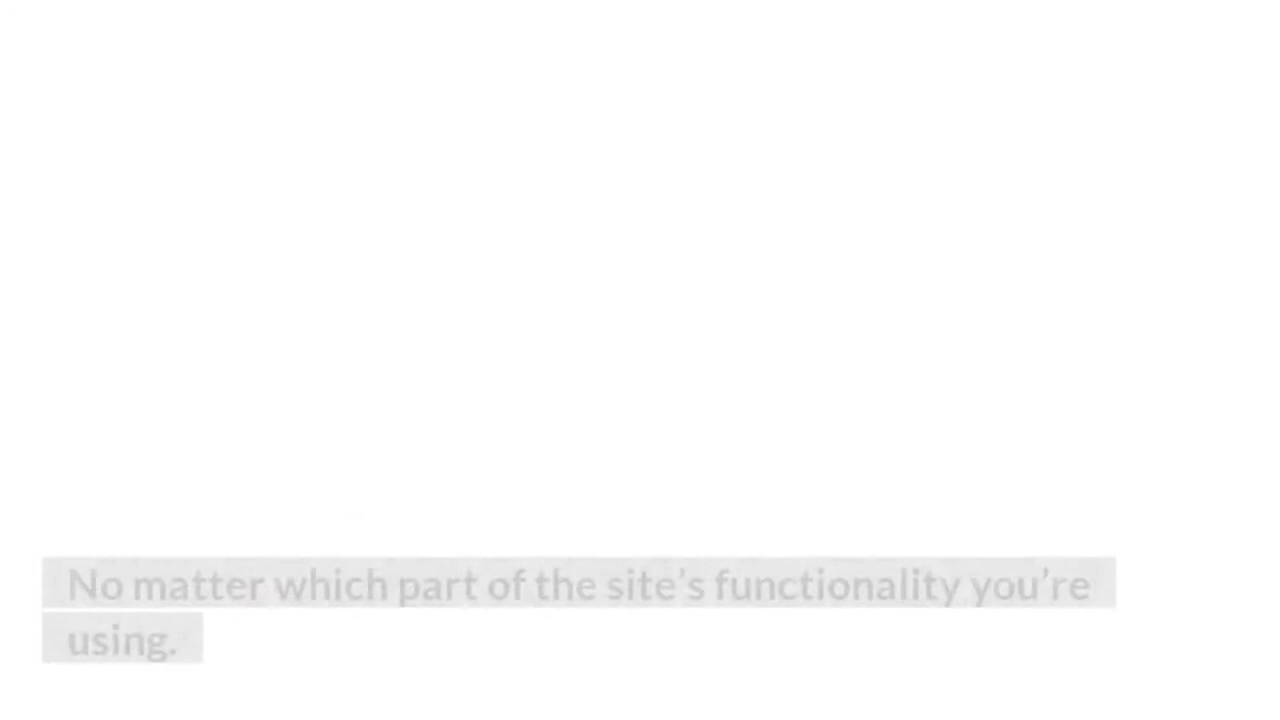 No matter which part of the site’s functionality you’re
using.